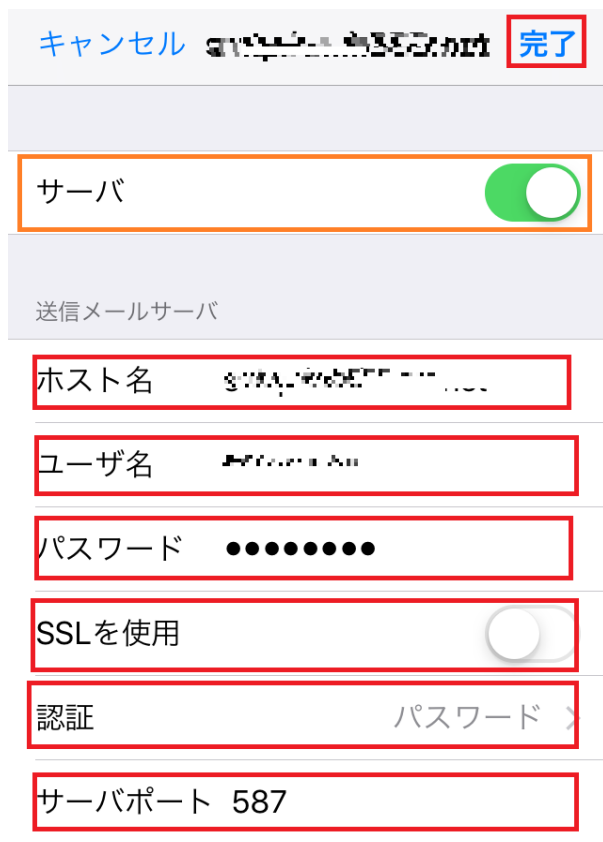 キャンセル 完了
サーバ
送信メールサーバ
ホスト名
ユーザ名
パスワード ●●●●●●●●
SSLを使用
認証 パスワード
サーバポート 587